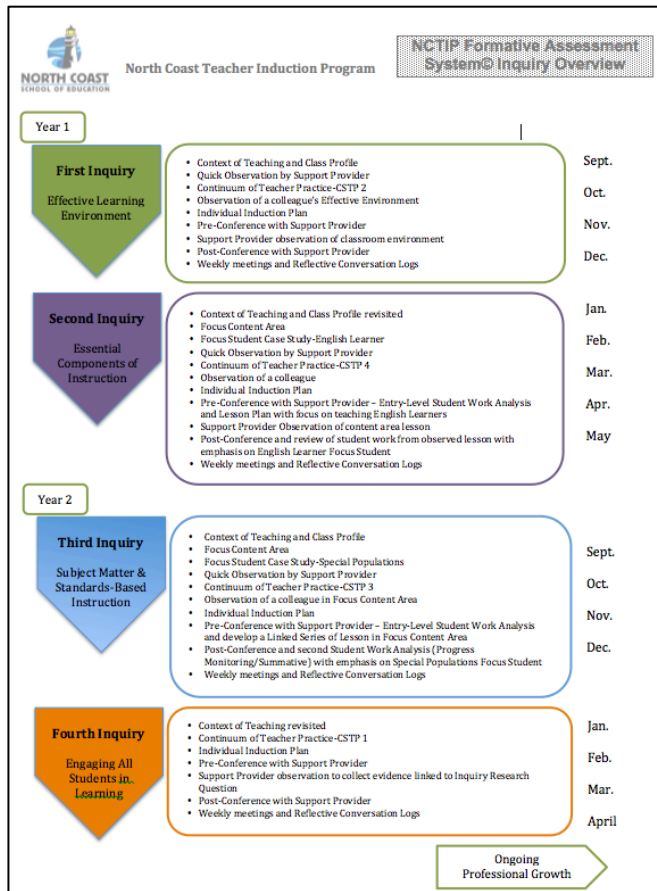 NORTH COAST
SCHOOL OF EDUCATION
North Coast Teacher Induction Program
NCTIP Formative Assessment
System© Inquiry Overview
Year 1
First Inquiry
Effective Learning
Environment
• Context of Teaching and Class Profile
• Quick Observation by Support Provider
• Continuum of Teacher Practice-CSTP 2
• Observation of a colleague's Effective Environment
• Individual Induction Plan
• Pre-Conference with Support Provider
• Support Provider observation of classroom environment
• Post-Conference with Support Provider
• Weekly meetings and Reflective Conversation Logs
Sept.
Oct.
Nov.
Dec.
Second Inquiry
Essential
Components of
Instruction
• Context of Teaching and Class Profile revisited
• Focus Content Area
• Focus Student Case Study-English Learner
• Quick Observation by Support Provider
• Continuum of Teacher Practice-CSTP 4
• Observation of a colleague
• Individual Induction Plan
• Pre-Conference with Support Provider – Entry-Level Student Work Analysis
and Lesson Plan with focus on teaching English Learners
• Support Provider Observation of content area lesson
• Post-Conference and review of student work from observed lesson with
emphasis on English Learner Focus Student
• Weekly meetings and Reflective Conversation Logs
Jan.
Feb.
Mar.
Apr.
May
Year 2
Third Inquiry
Subject Matter &
Standards-Based
Instruction
• Context of Teaching and Class Profile
• Focus Content Area
• Focus Student Case Study-Special Populations
• Quick Observation by Support Provider
• Continuum of Teacher Practice-CSTP 3
• Observation of a colleague in Focus Content Area
• Individual Induction Plan
• Pre-Conference with Support Provider – Entry-Level Student Work Analysis
and develop a Linked Series of Lesson in Focus Content Area
• Post-Conference and second Student Work Analysis (Progress
Monitoring/Summative) with emphasis on Special Populations Focus Student
• Weekly meetings and Reflective Conversation Logs
Sept.
Oct.
Nov.
Dec.
Fourth Inquiry
Engaging All
Students in
Learning
• Context of Teaching revisited
• Continuum of Teacher Practice-CSTP 1
• Individual Induction Plan
• Pre-Conference with Support Provider
• Support Provider observation to collect evidence linked to Inquiry Research
Question
• Post-Conference with Support Provider
• Weekly meetings and Reflective Conversation Logs
Jan.
Feb.
Mar.
April
Ongoing
Professional Growth